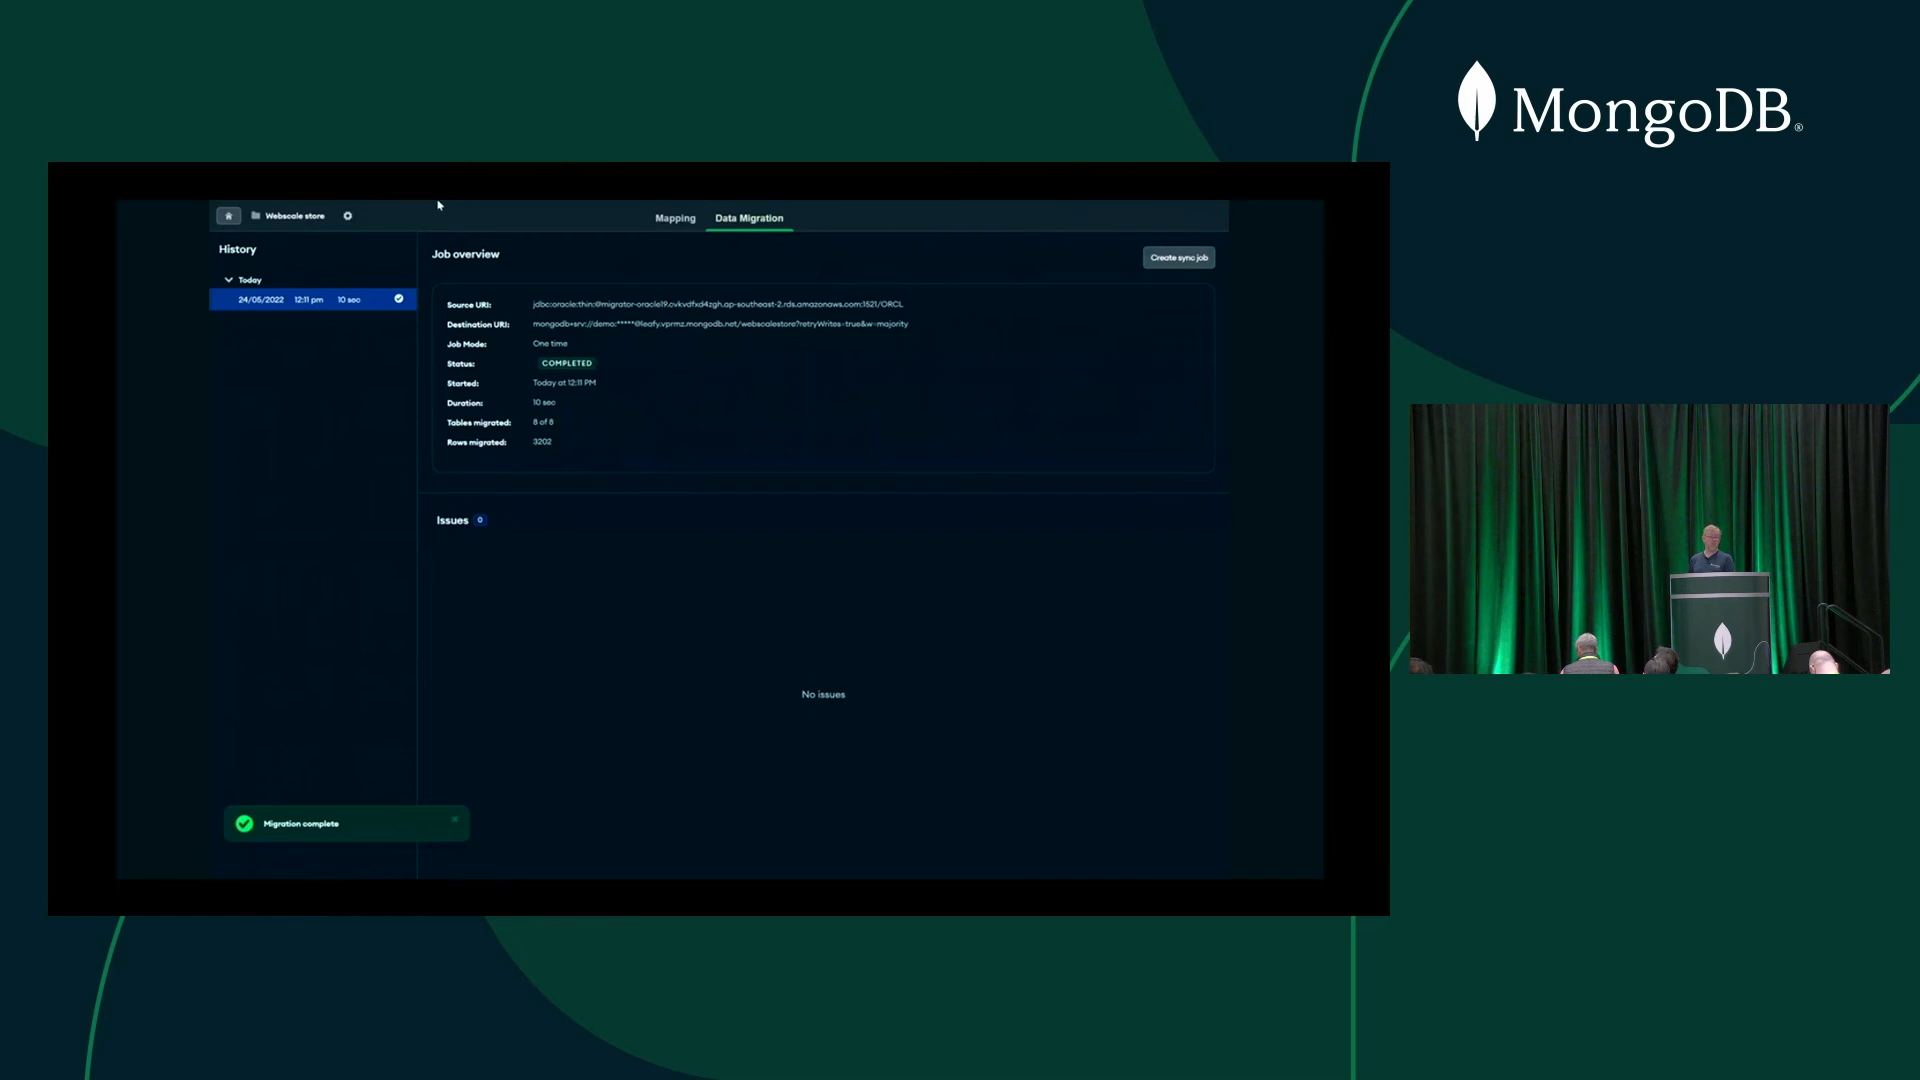 MongoDB®
Webscale store
Mapping
Data Migration
History
Today
24/05/2022 12:11 pm 10 sec
Job overview
Create sync job
Source URI: jdbc:oracle:thin:@migrator-oracle19.cvkvdfxd4zgh.ap-southeast-2.rds.amazonaws.com:1521/ORCL
Destination URI: mongodb+srv://demo:*****@leafy.vprmz.mongodb.net/webscalestore?retryWrites=true&w=majority
Job Mode: One time
Status: COMPLETED
Started: Today at 12:11 PM
Duration: 10 sec
Tables migrated: 8 of 8
Rows migrated: 3202
Issues 0
No issues
Migration complete